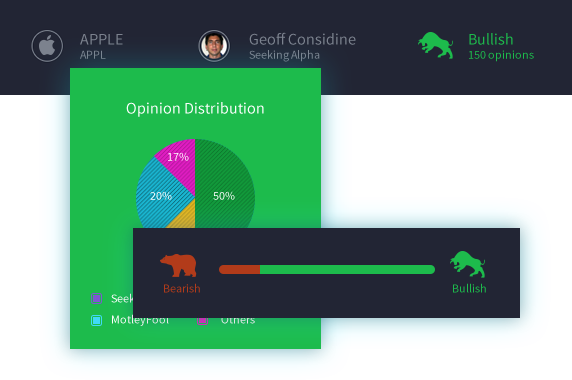 APPLE
APPL
Geoff Considine
Seeking Alpha
Bullish
150 opinions
Opinion Distribution
17%
20%
50%
Bearish
Bullish
Seek
MotleyFool
Others